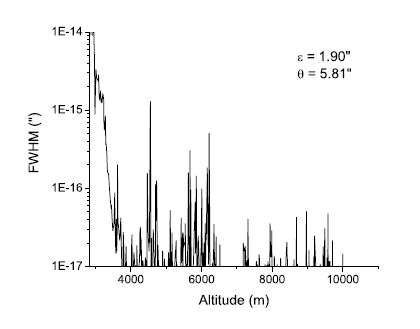 1E-14
ε = 1.90"
θ = 5.81"
1E-15
FWHM (")
1E-16
1E-17
4000 6000 8000 10000
Altitude (m)